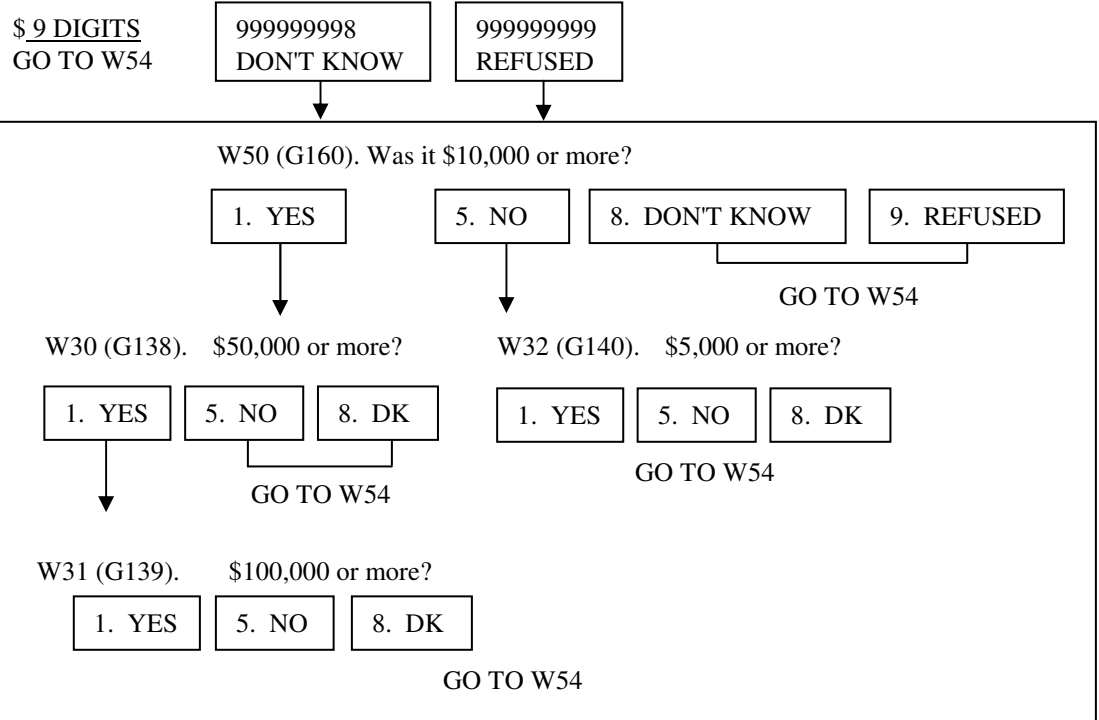 $ 9 DIGITS
GO TO W54
999999998
DON'T KNOW
999999999
REFUSED
W50 (G160). Was it $10,000 or more?
1. YES
5. NO
8. DON'T KNOW
9. REFUSED
GO TO W54
W30 (G138). $50,000 or more?
1. YES
5. NO
8. DK
GO TO W54
W32 (G140). $5,000 or more?
1. YES
5. NO
8. DK
GO TO W54
W31 (G139). $100,000 or more?
1. YES
5. NO
8. DK
GO TO W54